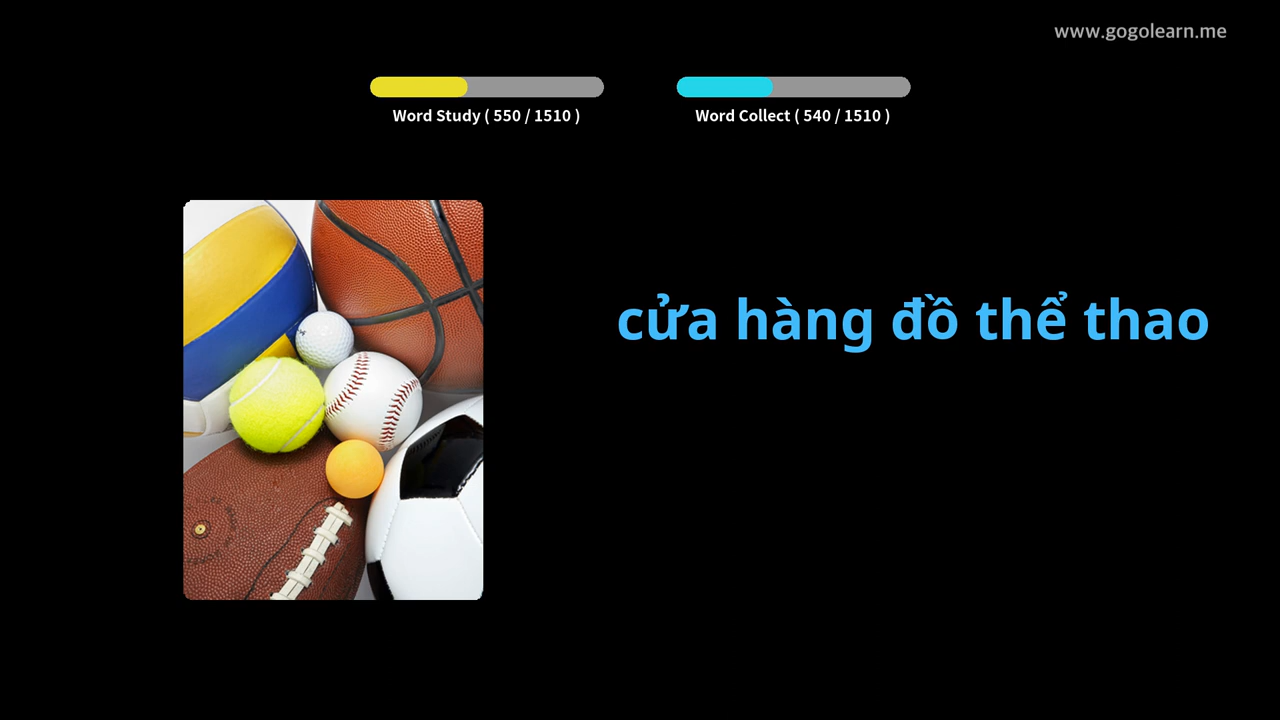 www.gogolearn.me
Word Study ( 550 / 1510 )
Word Collect ( 540 / 1510 )
cửa hàng đồ thể thao